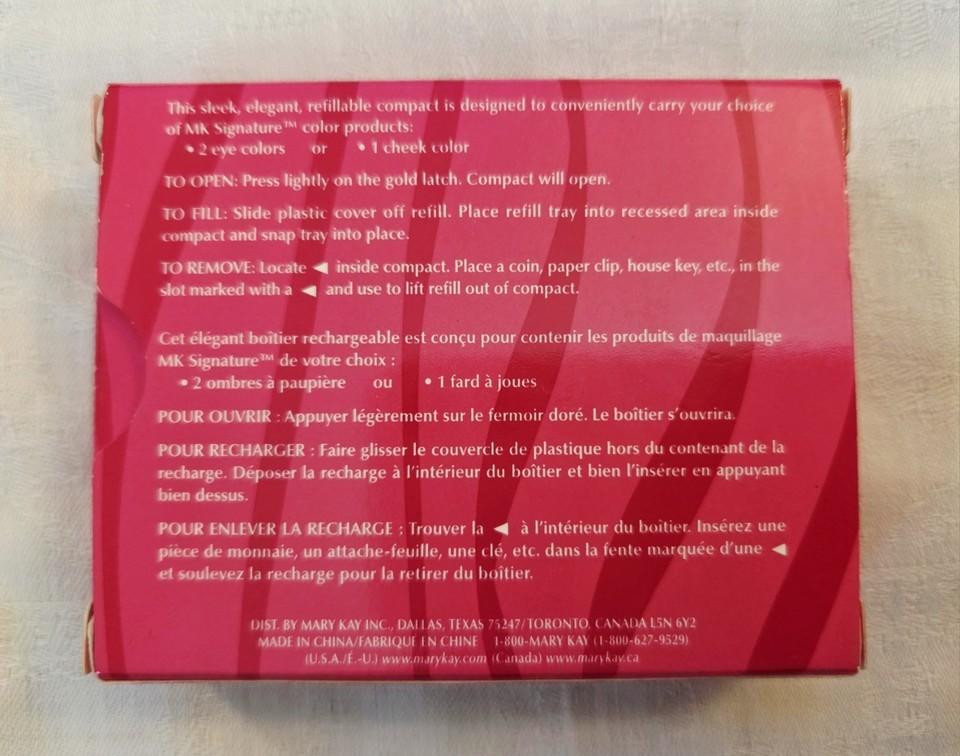 This sleek, elegant, refillable compact is designed to conveniently carry your choice
of MK Signature™ color products:
• 2 eye colors or • 1 cheek color
TO OPEN: Press lightly on the gold latch. Compact will open.
TO FILL: Slide plastic cover off refill. Place refill tray into recessed area inside
compact and snap tray into place.
TO REMOVE: Locate ◄ inside compact. Place a coin, paper clip, house key, etc., in the
slot marked with a ◄ and use to lift refill out of compact.
Cet élégant boîtier rechargeable est conçu pour contenir les produits de maquillage
MK Signature™ de votre choix :
• 2 ombres à paupière ou • 1 fard à joues
POUR OUVRIR : Appuyer légèrement sur le fermoir doré. Le boîtier s'ouvrira.
POUR RECHARGER : Faire glisser le couvercle de plastique hors du contenant de la
recharge. Déposer la recharge à l'intérieur du boîtier et bien l'insérer en appuyant
bien dessus.
POUR ENLEVER LA RECHARGE : Trouver la ◄ à l'intérieur du boîtier. Insérez une
pièce de monnaie, un attache-feuille, une clé, etc. dans la fente marquée d'une ◄
et soulevez la recharge pour la retirer du boîtier.
DIST. BY MARY KAY INC., DALLAS, TEXAS 75247/TORONTO, CANADA L5N 6Y2
MADE IN CHINA/FABRIQUÉ EN CHINE 1-800-MARY KAY (1-800-627-9529)
(U.S.A./É.-U.) www.marykay.com (Canada) www.marykay.ca